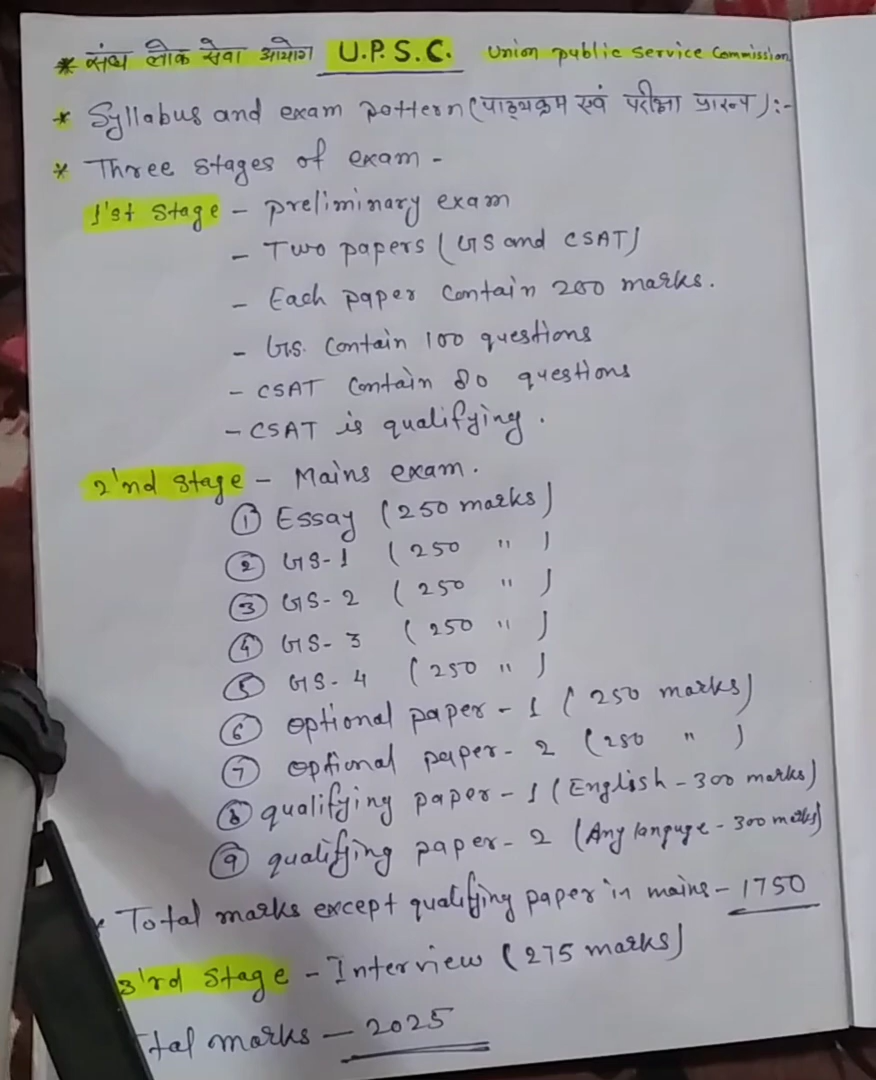 * संघ लोक सेवा आयोग U.P.S.C. Union public service commission
* Syllabus and exam pattern (पाठ्यक्रम एवं परीक्षा प्रारूप) :-
* Three stages of exam -
1'st stage - preliminary exam
- Two papers (GS and CSAT)
- Each paper contain 200 marks.
- G.S. contain 100 questions
- CSAT contain 80 questions
- CSAT is qualifying.
2'nd stage - Mains exam.
① Essay (250 marks)
② GS-1 (250 " )
③ GS-2 (250 " )
④ GS-3 (250 " )
⑤ GS-4 (250 " )
⑥ optional paper - 1 (250 marks)
⑦ optional paper - 2 (250 " )
⑧ qualifying paper - 1 (English - 300 marks)
⑨ qualifying paper - 2 (Any languge - 300 marks)
* Total marks except qualifying paper in mains - 1750
3'rd stage - Interview (275 marks)
tal marks - 2025